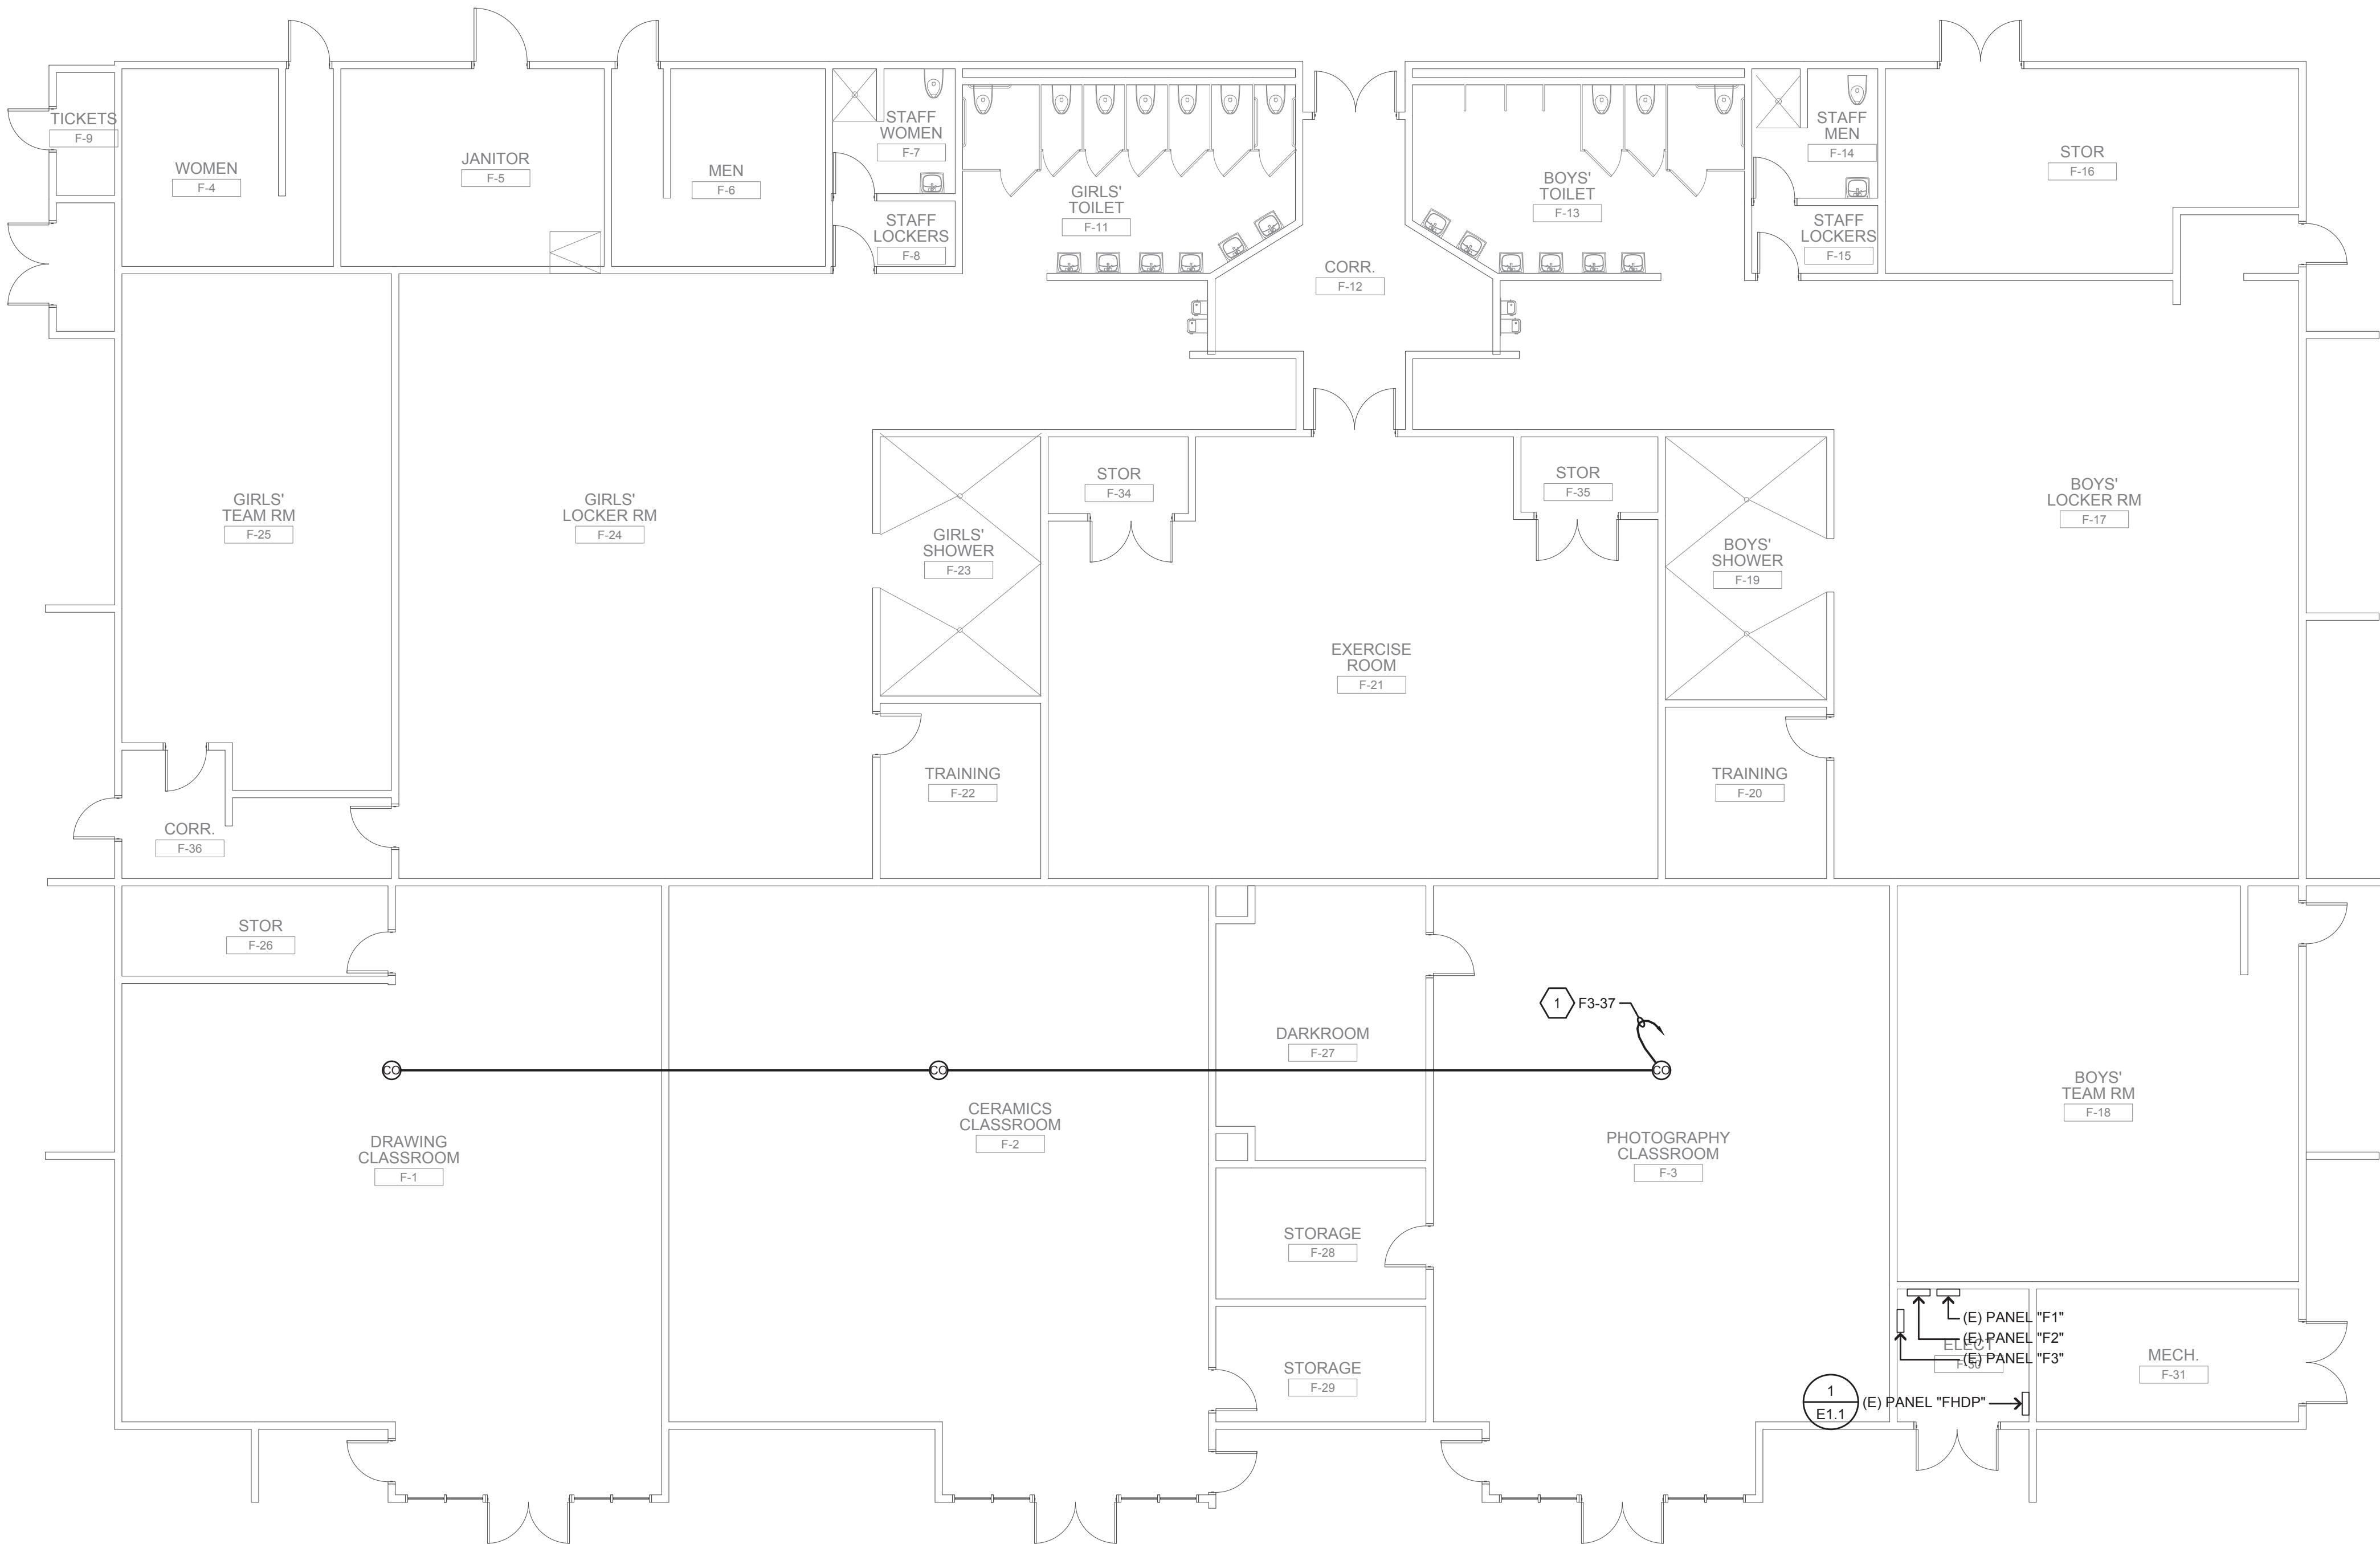 TICKETS
F-9
WOMEN
F-4
JANITOR
F-5
MEN
F-6
STAFF
WOMEN
F-7
STAFF
LOCKERS
F-8
GIRLS'
TOILET
F-11
CORR.
F-12
BOYS'
TOILET
F-13
STAFF
MEN
F-14
STAFF
LOCKERS
F-15
STOR
F-16
GIRLS'
TEAM RM
F-25
GIRLS'
LOCKER RM
F-24
GIRLS'
SHOWER
F-23
STOR
F-34
STOR
F-35
BOYS'
SHOWER
F-19
BOYS'
LOCKER RM
F-17
EXERCISE
ROOM
F-21
TRAINING
F-22
TRAINING
F-20
CORR.
F-36
STOR
F-26
1 F3-37
DARKROOM
F-27
CO
CO
CO
DRAWING
CLASSROOM
F-1
CERAMICS
CLASSROOM
F-2
PHOTOGRAPHY
CLASSROOM
F-3
BOYS'
TEAM RM
F-18
STORAGE
F-28
STORAGE
F-29
(E) PANEL "F1"
(E) PANEL "F2"
ELECT
(E) PANEL "F3"
F-30
MECH.
F-31
1
E1.1
(E) PANEL "FHDP"